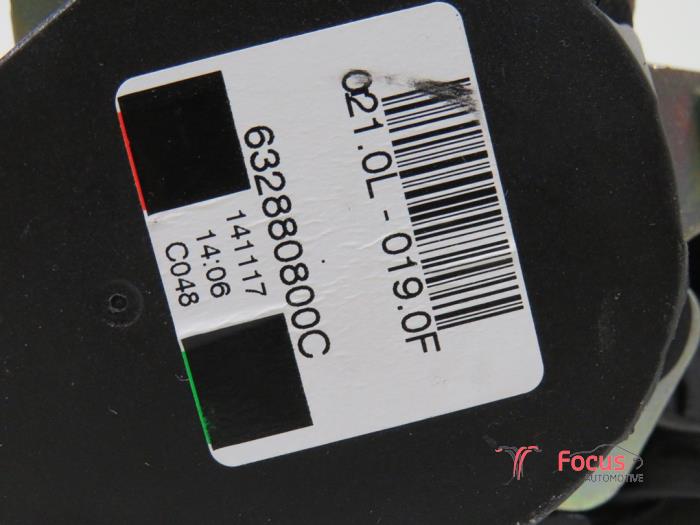 021.0L - 019.0F
632880800C
141117
14:06
C048
Focus
AUTOMOTIVE